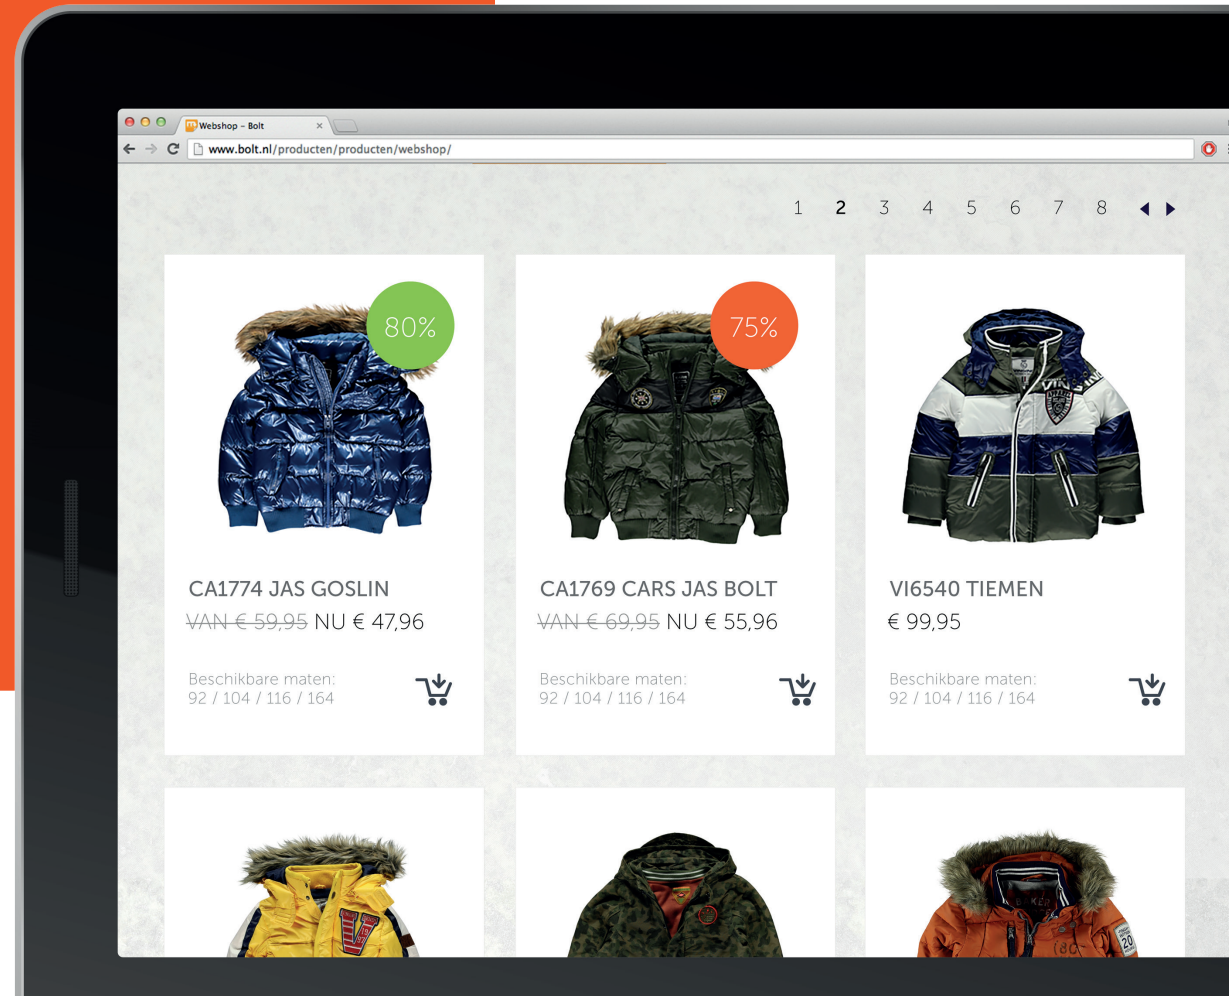 Webshop – Bolt
www.bolt.nl/producten/producten/webshop/
1 2 3 4 5 6 7 8
80%
75%
VIKING
CA1774 JAS GOSLIN
VAN € 59,95 NU € 47,96
Beschikbare maten:
92 / 104 / 116 / 164
CA1769 CARS JAS BOLT
VAN € 69,95 NU € 55,96
Beschikbare maten:
92 / 104 / 116 / 164
VI6540 TIEMEN
€ 99,95
Beschikbare maten:
92 / 104 / 116 / 164
V
BAKER
20